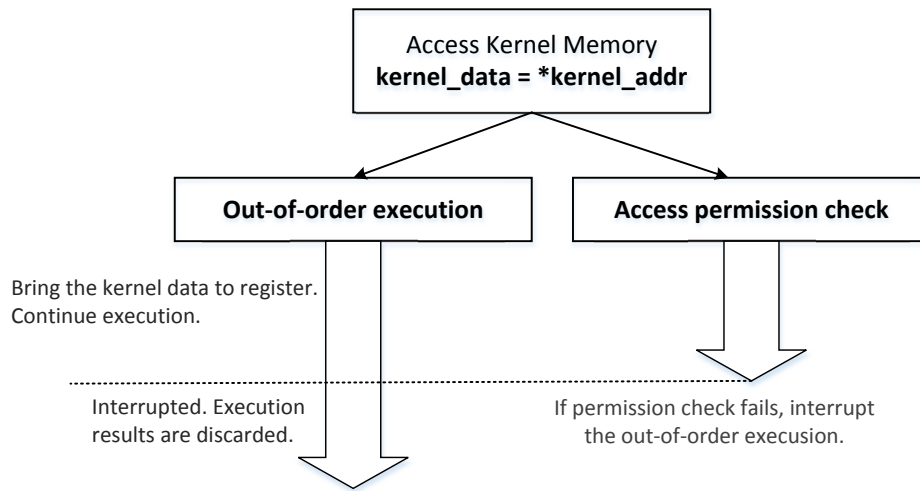 Access Kernel Memory
kernel_data = *kernel_addr
Out-of-order execution
Access permission check
Bring the kernel data to register.
Continue execution.
Interrupted. Execution
results are discarded.
If permission check fails, interrupt
the out-of-order execusion.